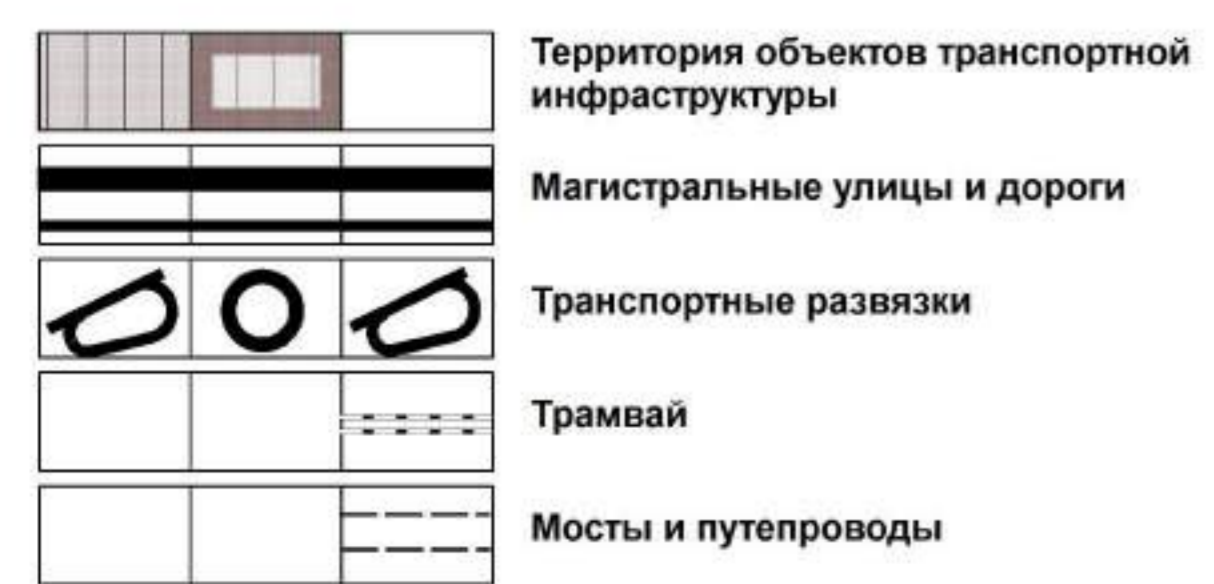 Территория объектов транспортной
инфраструктуры
Магистральные улицы и дороги
Транспортные развязки
Трамвай
Мосты и путепроводы